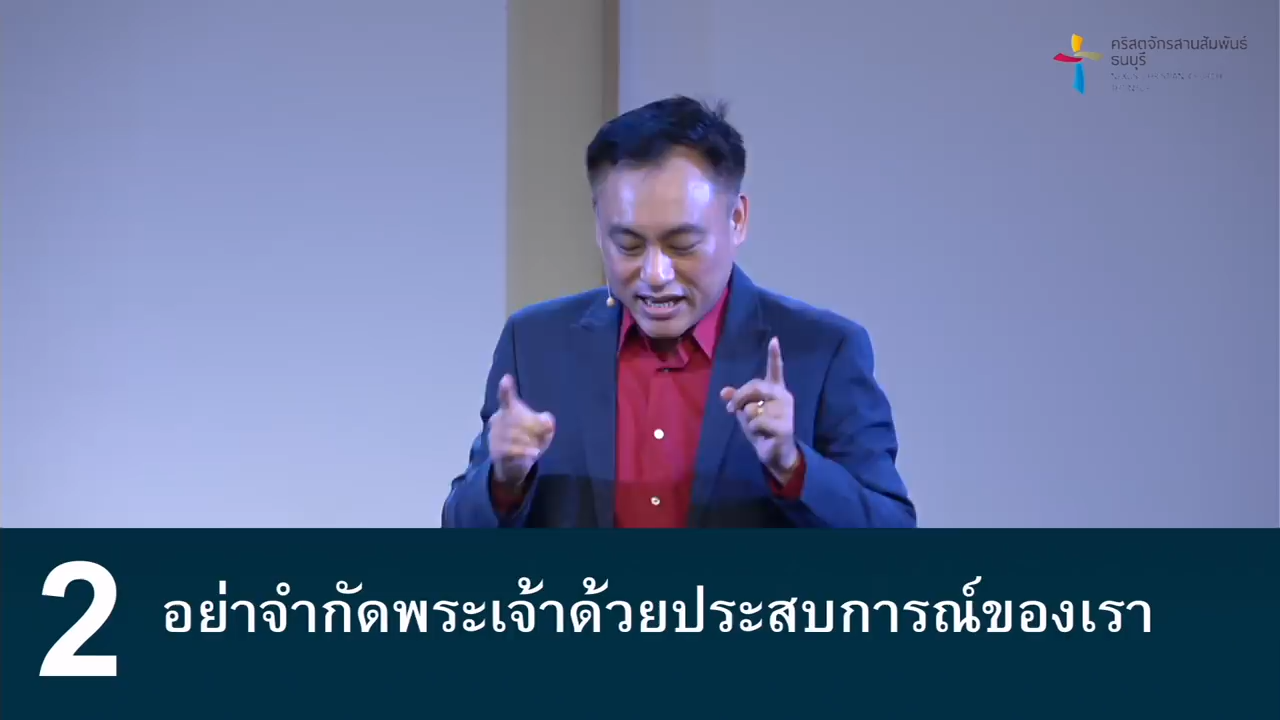 คริสตจักรสานสัมพันธ์
ธนบุรี
2 อย่าจำกัดพระเจ้าด้วยประสบการณ์ของเรา